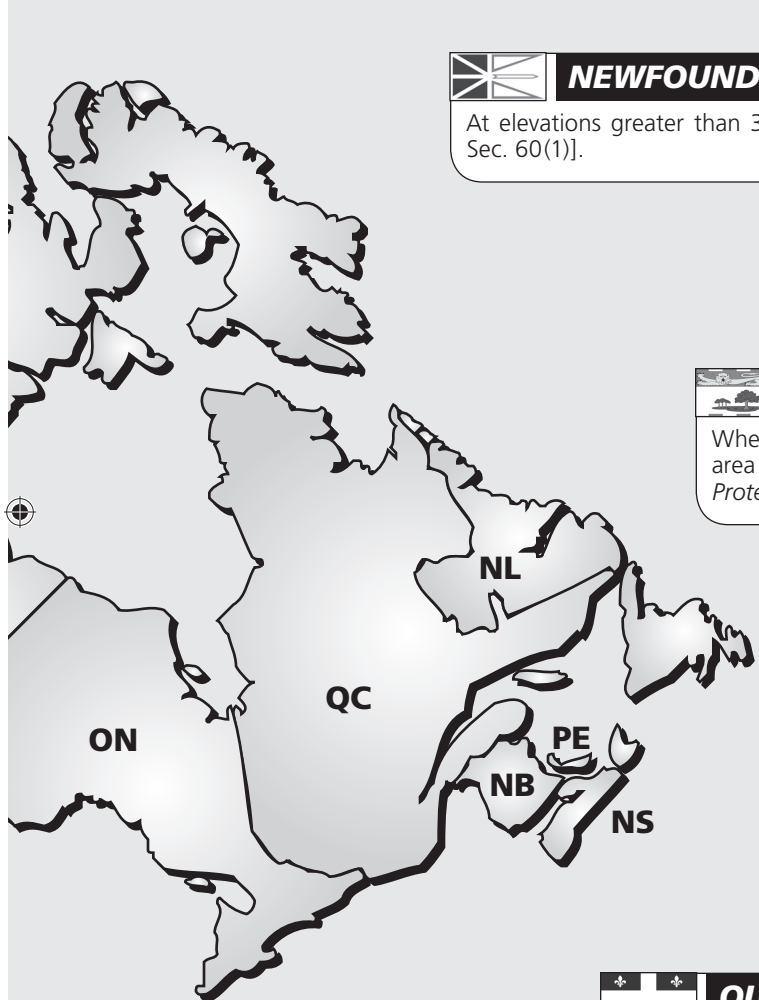 NEWFOUND
At elevations greater than 3
Sec. 60(1)].
Whe
area
Prote
NL
QC
ON
PE
NB
NS
QU